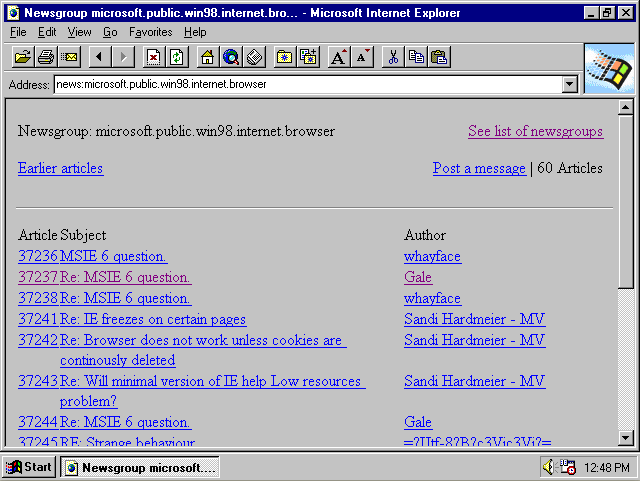 Newsgroup microsoft.public.win98.internet.bro... - Microsoft Internet Explorer
File Edit View Go Favorites Help
Address: news:microsoft.public.win98.internet.browser
Newsgroup: microsoft.public.win98.internet.browser See list of newsgroups
Earlier articles Post a message | 60 Articles
Article Subject Author
37236 MSIE 6 question. whayface
37237 Re: MSIE 6 question. Gale
37238 Re: MSIE 6 question. whayface
37241 Re: IE freezes on certain pages Sandi Hardmeier - MV
37242 Re: Browser does not work unless cookies are Sandi Hardmeier - MV
continously deleted
37243 Re: Will minimal version of IE help Low resources Sandi Hardmeier - MV
problem?
37244 Re: MSIE 6 question. Gale
37245 RE: Strange behaviour
Start Newsgroup microsoft.... 12:48 PM